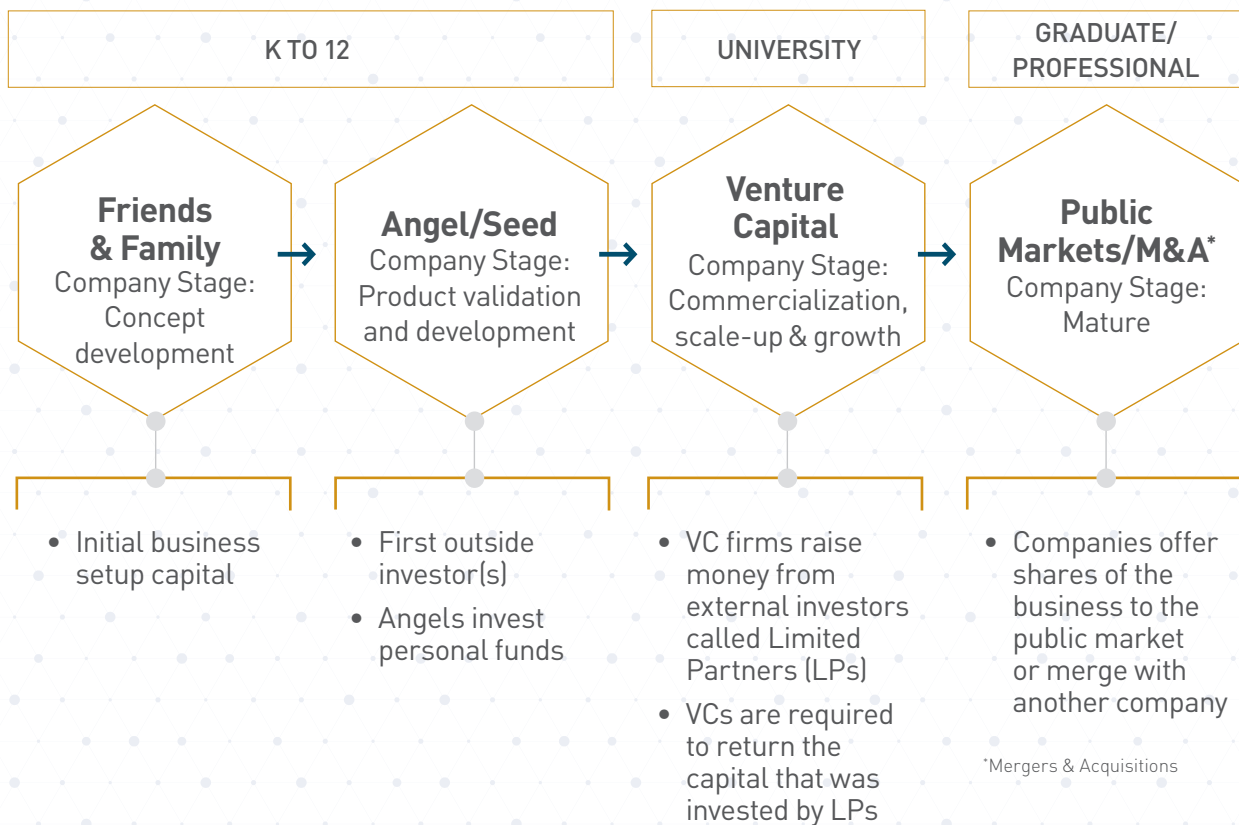 K TO 12
UNIVERSITY
GRADUATE/
PROFESSIONAL
Friends
& Family
Company Stage:
Concept
development
Angel/Seed
Company Stage:
Product validation
and development
Venture
Capital
Company Stage:
Commercialization,
scale-up & growth
Public
Markets/M&A*
Company Stage:
Mature
• Initial business
setup capital
• First outside
investor(s)
• Angels invest
personal funds
• VC firms raise
money from
external investors
called Limited
Partners (LPs)
• VCs are required
to return the
capital that was
invested by LPs
• Companies offer
shares of the
business to the
public market
or merge with
another company
*Mergers & Acquisitions